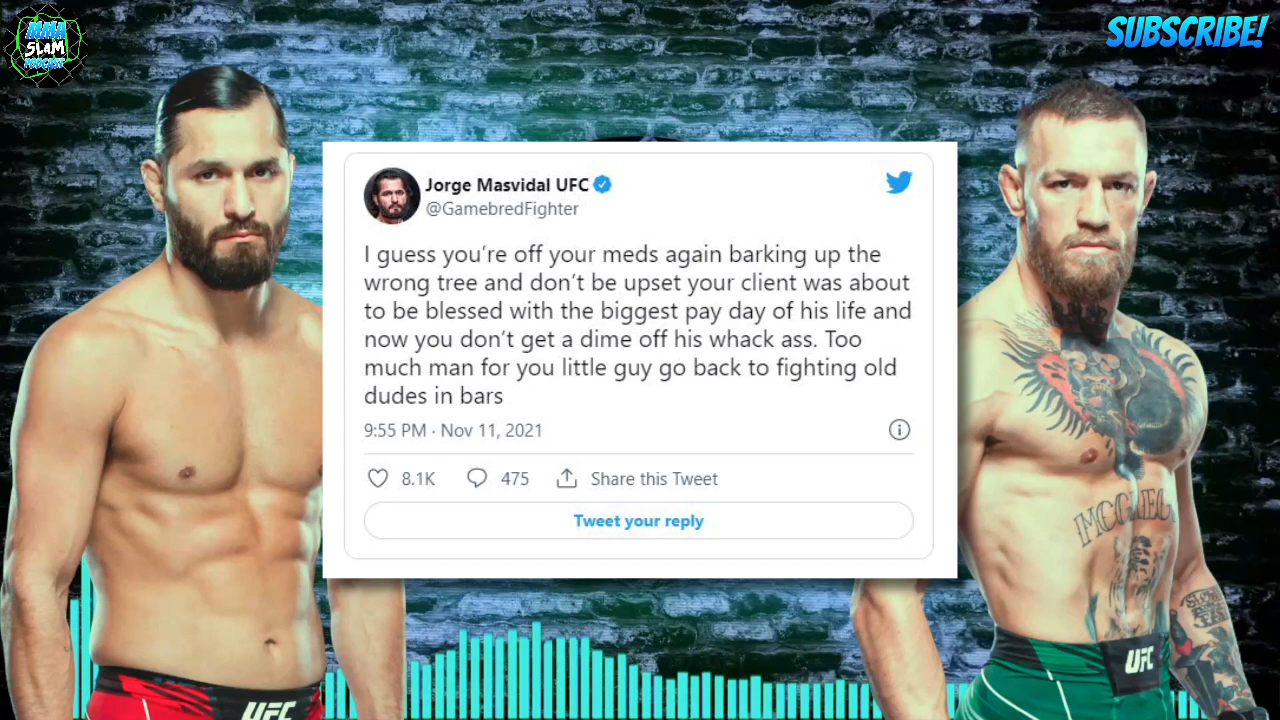 MMA
SLAM
PODCAST
SUBSCRIBE!
Jorge Masvidal UFC
@GamebredFighter
I guess you’re off your meds again barking up the
wrong tree and don’t be upset your client was about
to be blessed with the biggest pay day of his life and
now you don’t get a dime off his whack ass. Too
much man for you little guy go back to fighting old
dudes in bars
9:55 PM · Nov 11, 2021
8.1K 475 Share this Tweet
Tweet your reply
MCGREG
UFC
UFC